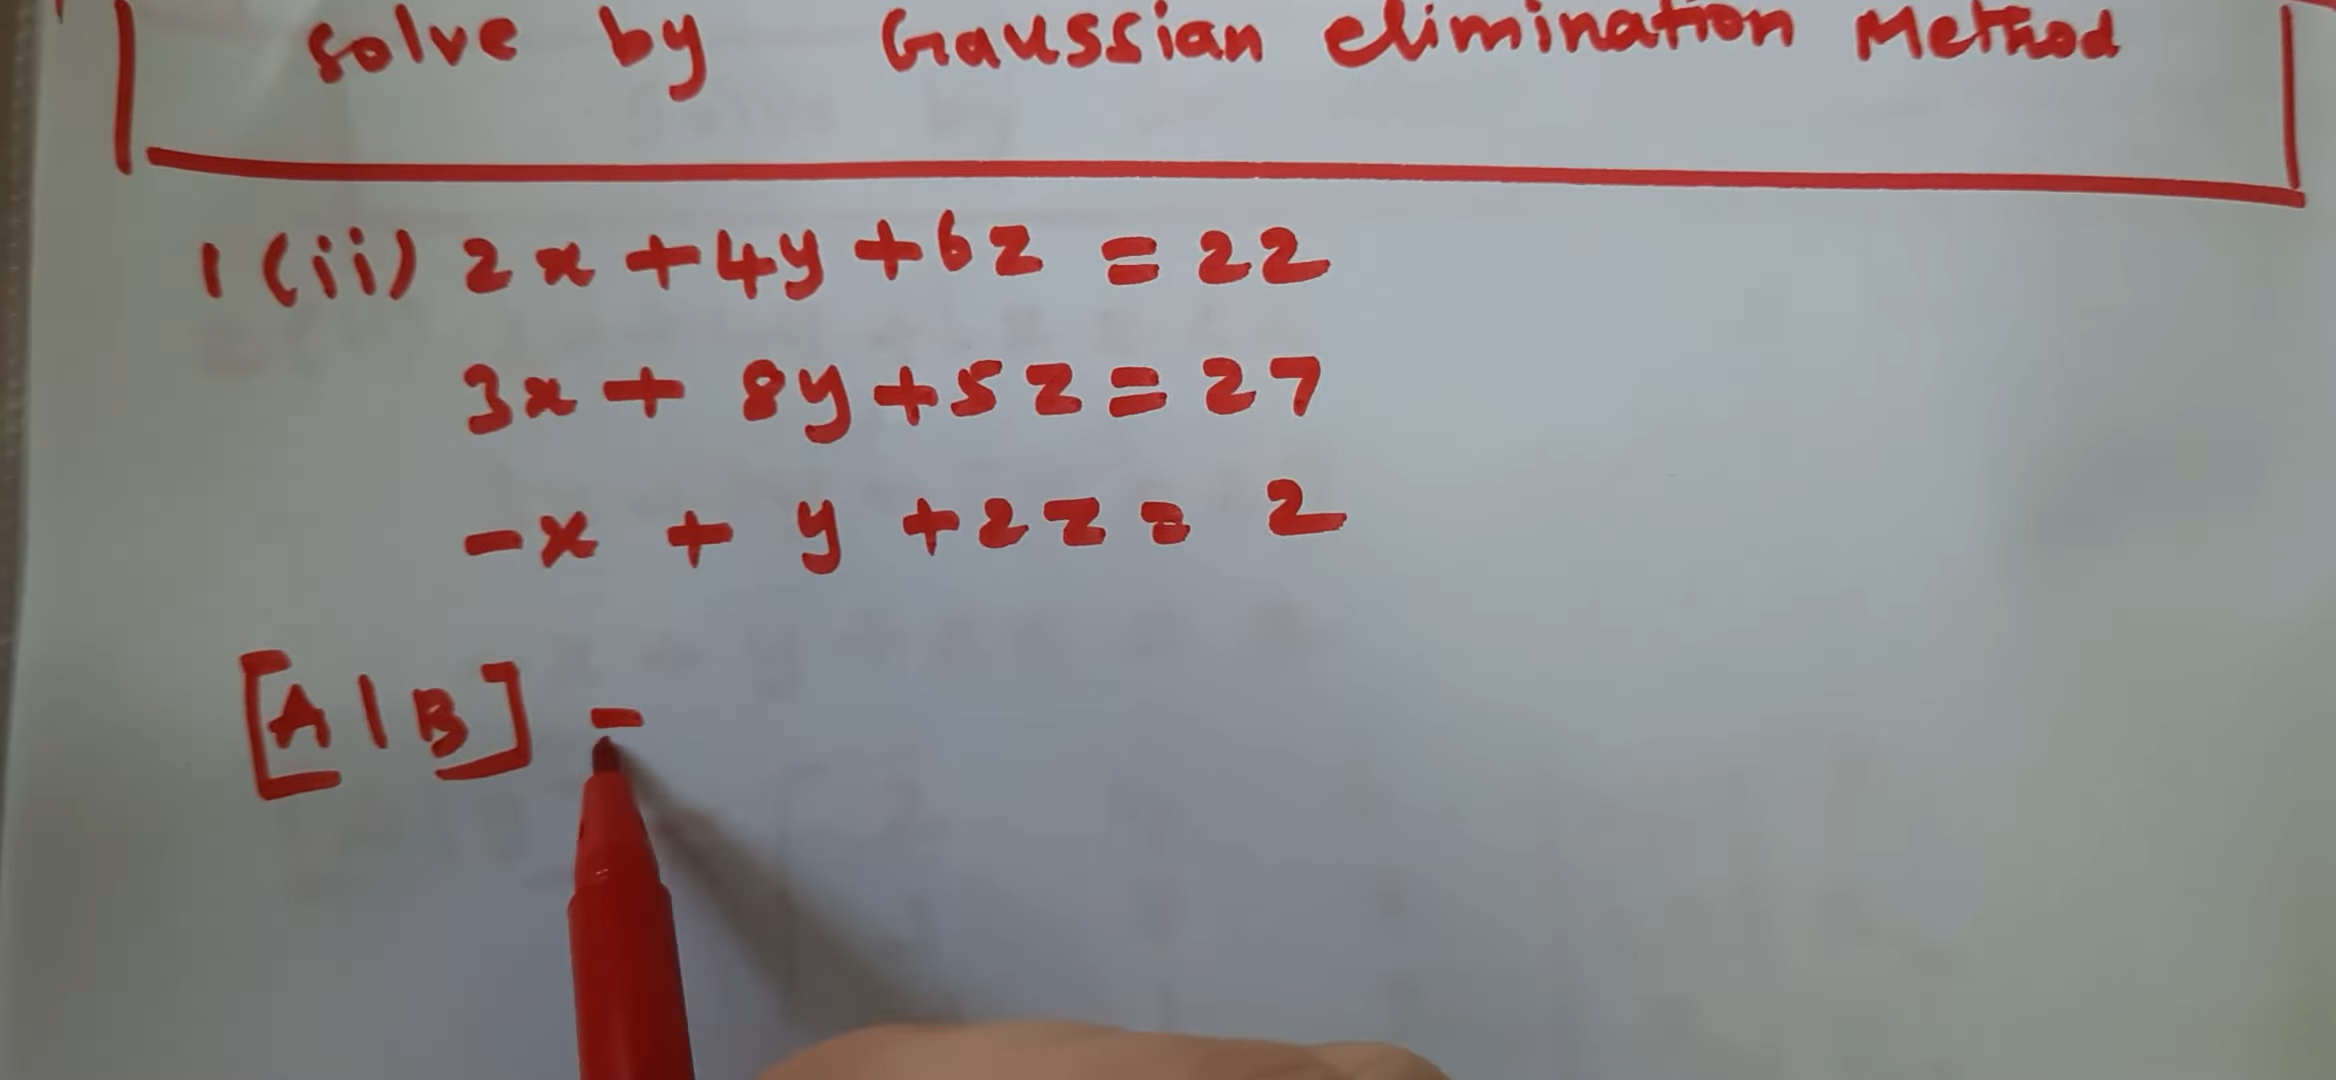 solve by Gaussian elimination Method
1 (ii) 2x + 4y + 6z = 22
3x + 8y + 5z = 27
-x + y + 2z = 2
[A | B] -